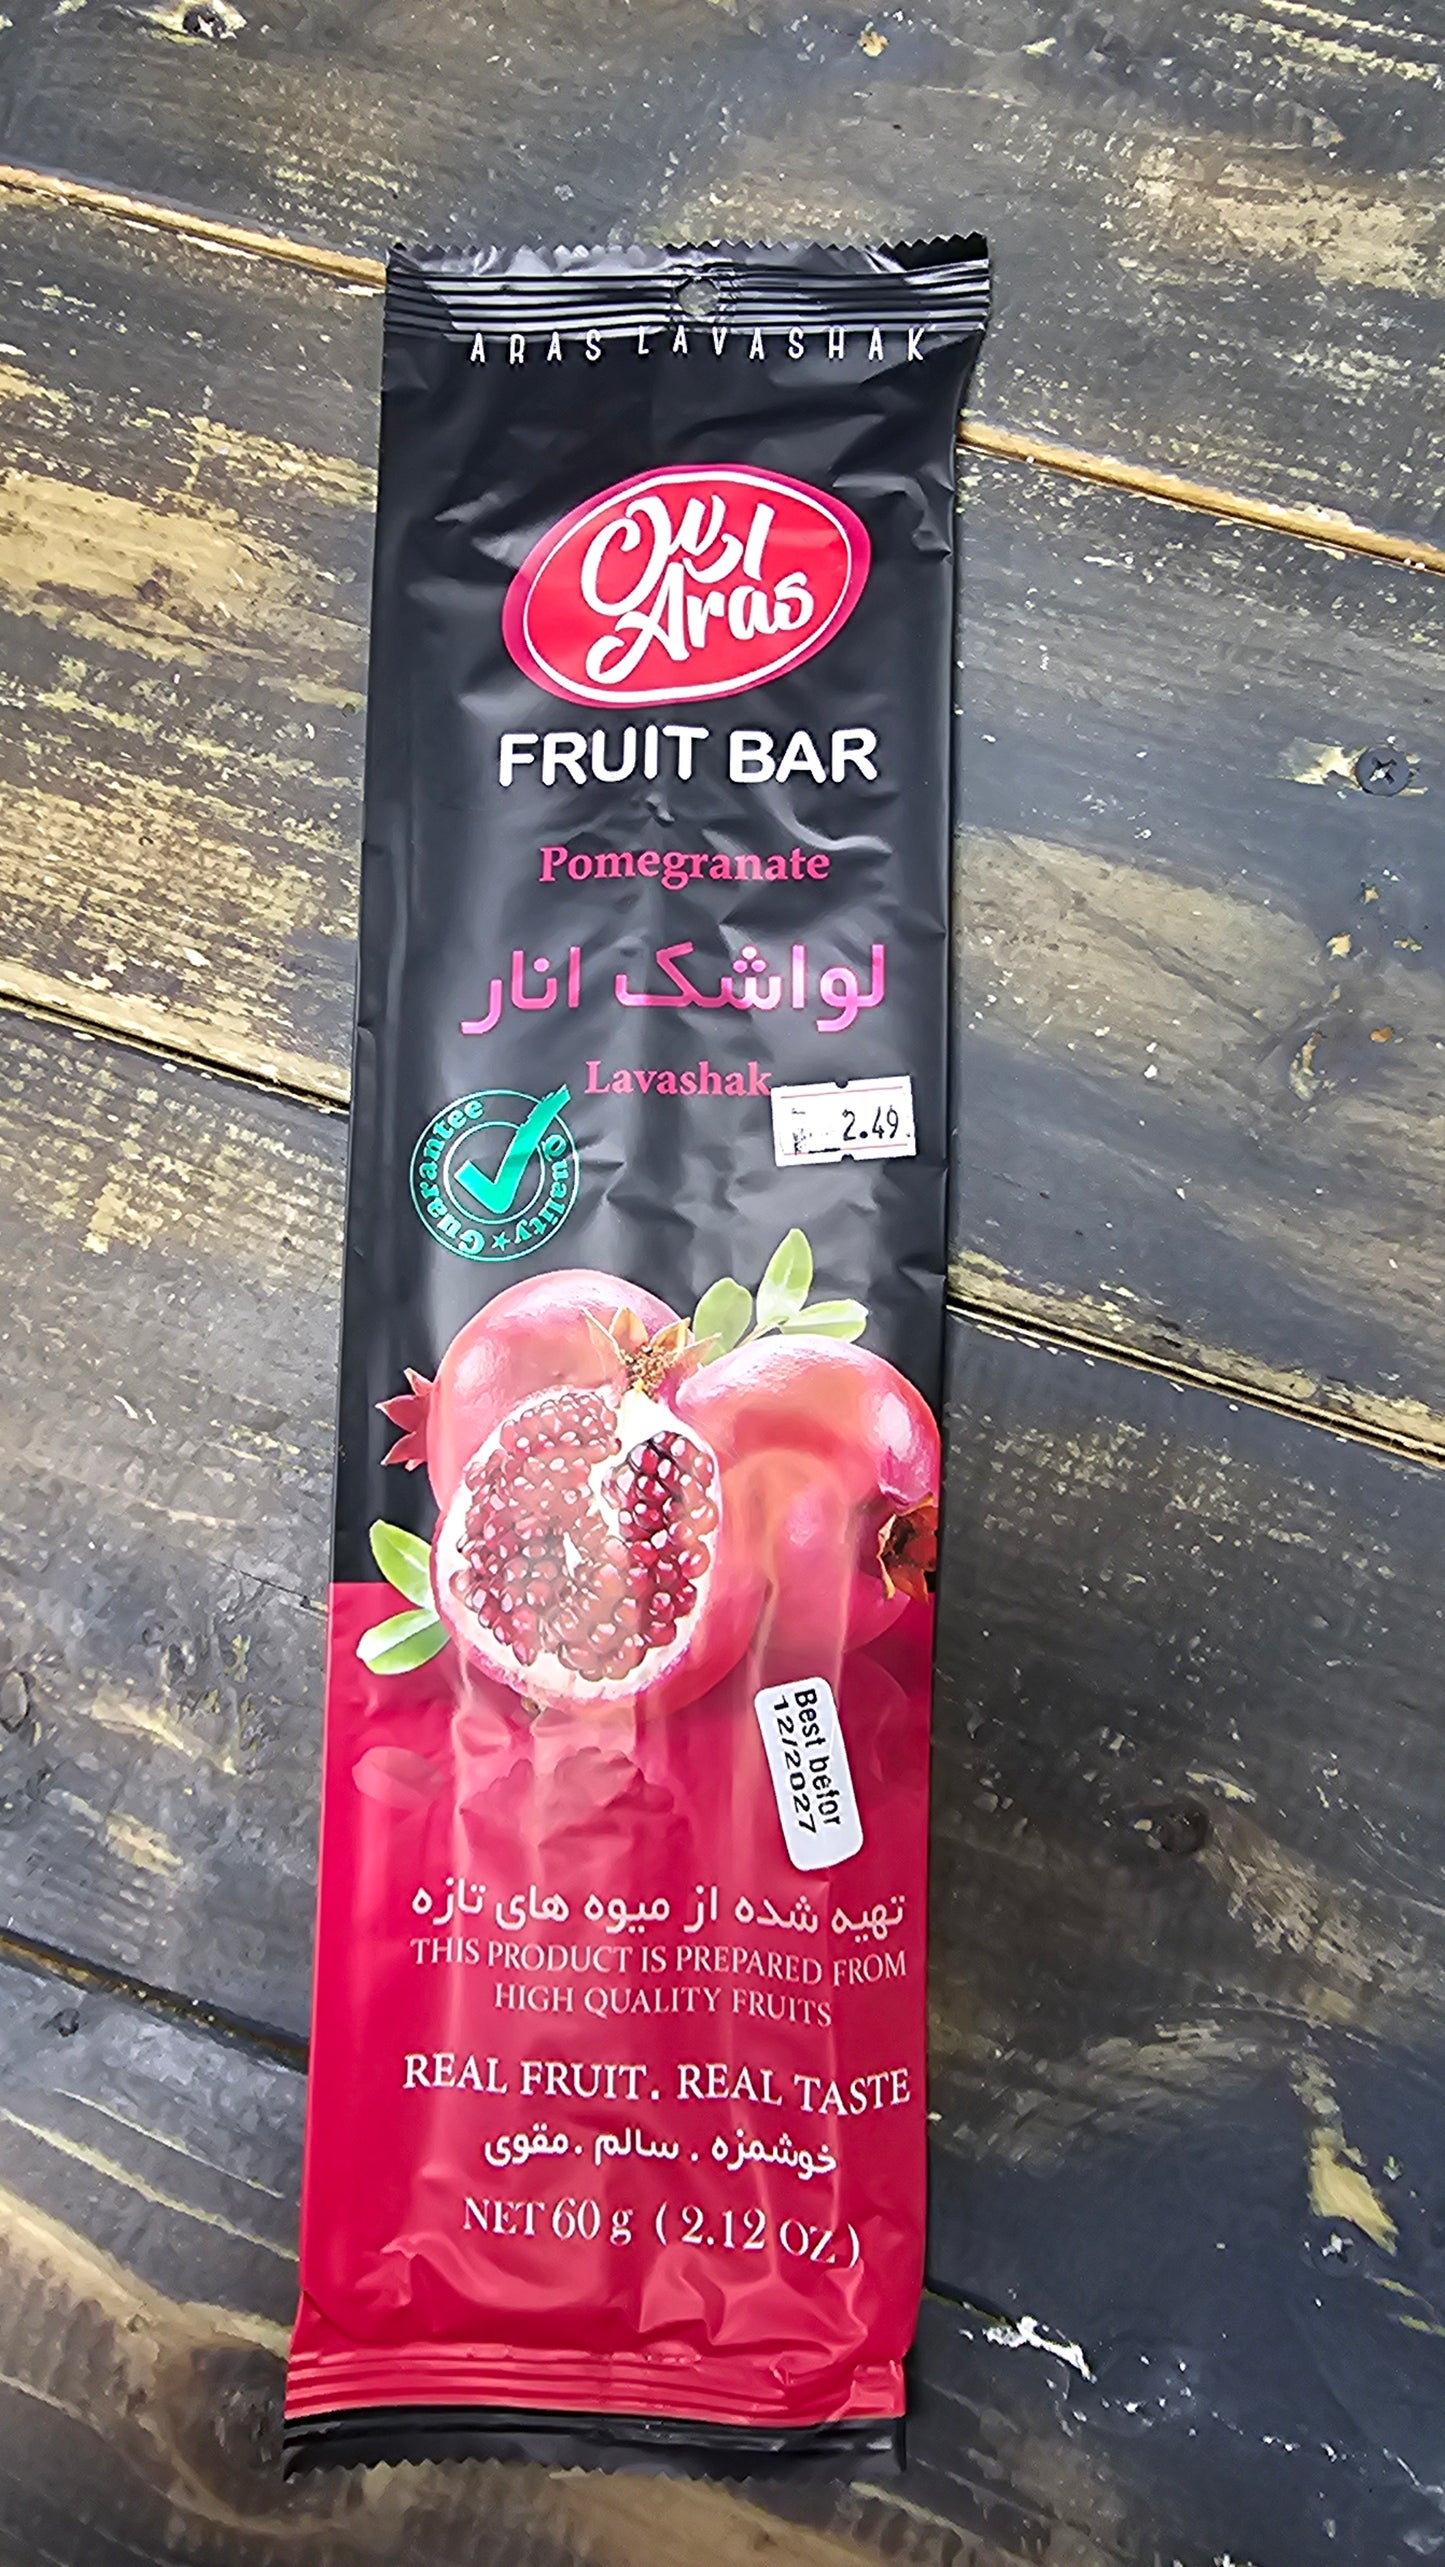 ARAS LAVASHAK
ارس
Aras
FRUIT BAR
Pomegranate
لواشک انار
Lavashak
Guarantee Quality
2.49
Best befor
12/2027
تهیه شده از میوه های تازه
THIS PRODUCT IS PREPARED FROM
HIGH QUALITY FRUITS
REAL FRUIT. REAL TASTE
خوشمزه . سالم . مقوی
NET 60 g (2.12 OZ)